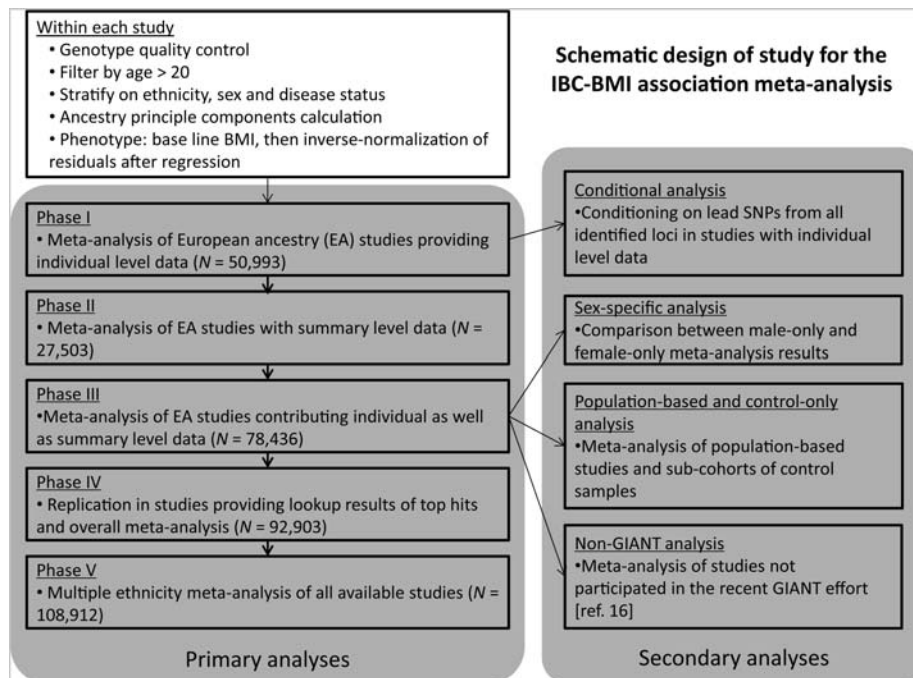 Within each study
• Genotype quality control
• Filter by age > 20
• Stratify on ethnicity, sex and disease status
• Ancestry principle components calculation
• Phenotype: base line BMI, then inverse-normalization of
residuals after regression
Schematic design of study for the
IBC-BMI association meta-analysis
Phase I
• Meta-analysis of European ancestry (EA) studies providing
individual level data (N = 50,993)
Phase II
• Meta-analysis of EA studies with summary level data (N =
27,503)
Phase III
•Meta-analysis of EA studies contributing individual as well
as summary level data (N = 78,436)
Phase IV
• Replication in studies providing lookup results of top hits
and overall meta-analysis (N = 92,903)
Phase V
• Multiple ethnicity meta-analysis of all available studies (N =
108,912)
Primary analyses
Conditional analysis
•Conditioning on lead SNPs from all
identified loci in studies with individual
level data
Sex-specific analysis
• Comparison between male-only and
female-only meta-analysis results
Population-based and control-only
analysis
• Meta-analysis of population-based
studies and sub-cohorts of control
samples
Non-GIANT analysis
• Meta-analysis of studies not
participated in the recent GIANT effort
[ref. 16]
Secondary analyses